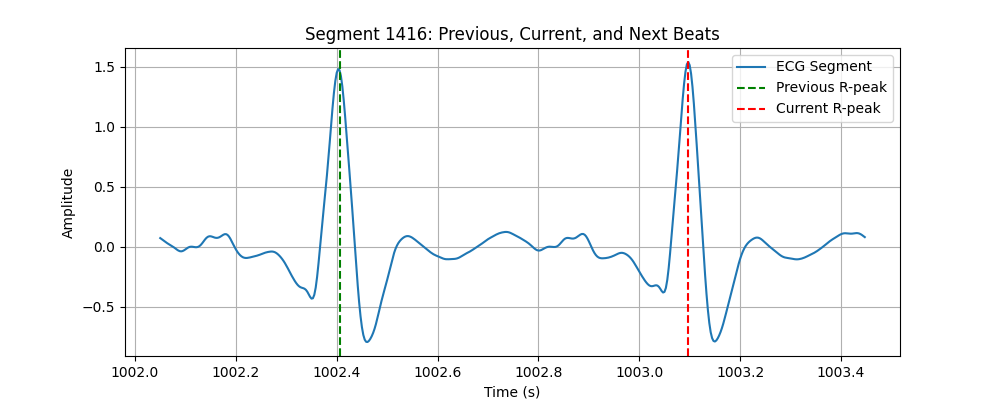 Segment 1416: Previous, Current, and Next Beats
ECG Segment
Previous R-peak
Current R-peak
1.5
1.0
0.5
0.0
−0.5
Amplitude
1002.0 1002.2 1002.4 1002.6 1002.8 1003.0 1003.2 1003.4
Time (s)